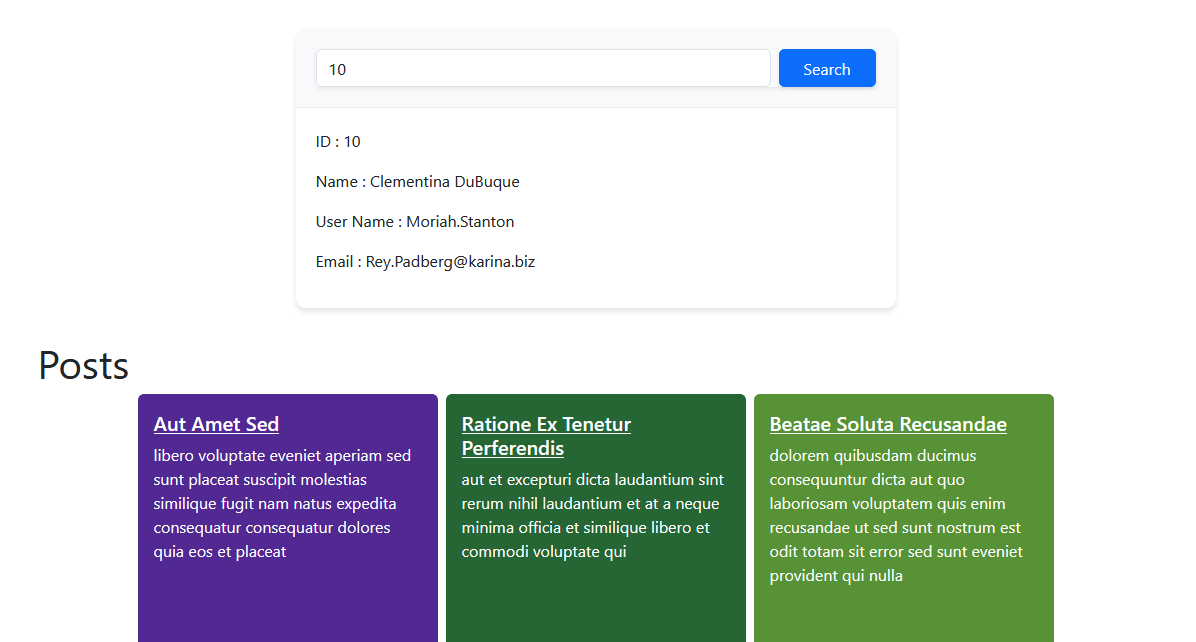 10
Search
ID : 10
Name : Clementina DuBuque
User Name : Moriah.Stanton
Email : Rey.Padberg@karina.biz
Posts
Aut Amet Sed
libero voluptate eveniet aperiam sed
sunt placeat suscipit molestias
similique fugit nam natus expedita
consequatur consequatur dolores
quia eos et placeat
Ratione Ex Tenetur
Perferendis
aut et excepturi dicta laudantium sint
rerum nihil laudantium et at a neque
minima officia et similique libero et
commodi voluptate qui
Beatae Soluta Recusandae
dolorem quibusdam ducimus
consequuntur dicta aut quo
laboriosam voluptatem quis enim
recusandae ut sed sunt nostrum est
odit totam sit error sed sunt eveniet
provident qui nulla